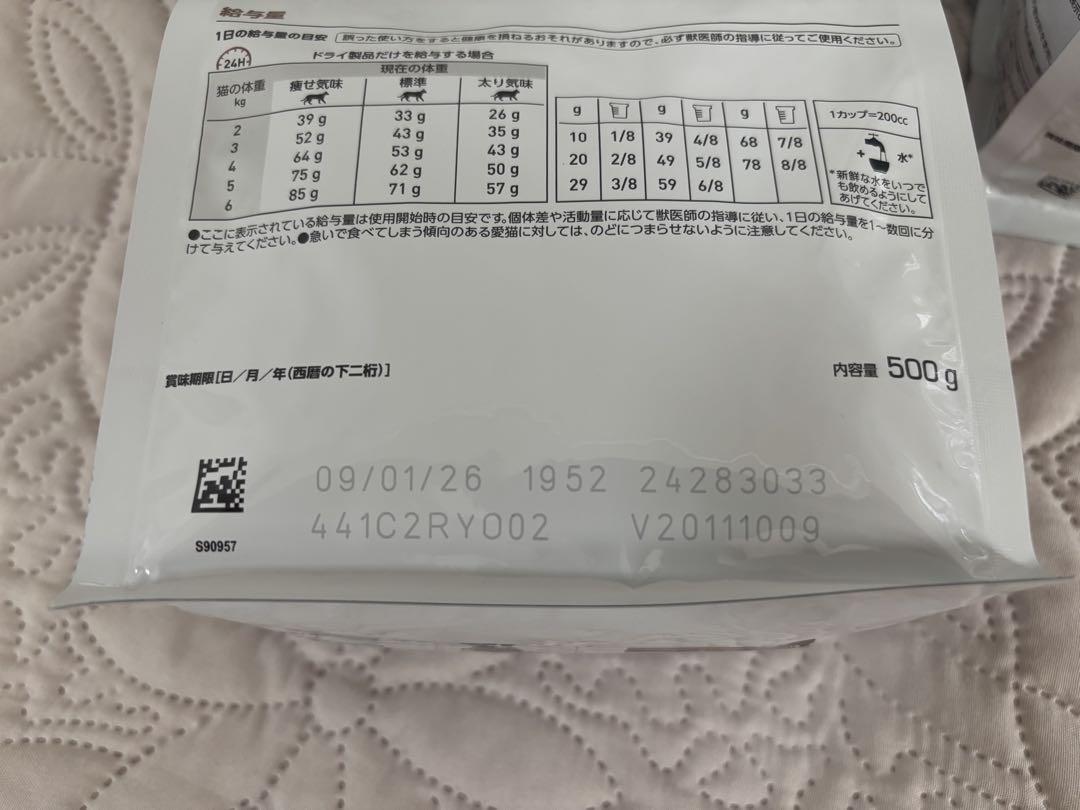 給与量
1日の給与量の目安 [誤った使い方をすると健康を損ねるおそれがありますので、必ず獣医師の指導に従ってご使用ください。]
24H
ドライ製品だけを給与する場合
猫の体重 kg 現在の体重
痩せ気味 標準 太り気味
2 39 g 33 g 26 g
3 52 g 43 g 35 g
4 64 g 53 g 43 g
5 75 g 62 g 50 g
6 85 g 71 g 57 g
g g g
10 1/8 39 4/8 68 7/8
20 2/8 49 5/8 78 8/8
29 3/8 59 6/8
1カップ=200cc
+ 水*
*新鮮な水をいつで
も飲めるようにして
あげてください。
●ここに表示されている給与量は使用開始時の目安です。個体差や活動量に応じて獣医師の指導に従い、1日の給与量を1〜数回に分
けて与えてください。●急いで食べてしまう傾向のある愛猫に対しては、のどにつまらせないように注意してください。
賞味期限[日/月/年(西暦の下二桁)]
内容量 500 g
09/01/26 1952 24283033
441C2RY002 V20111009
S90957